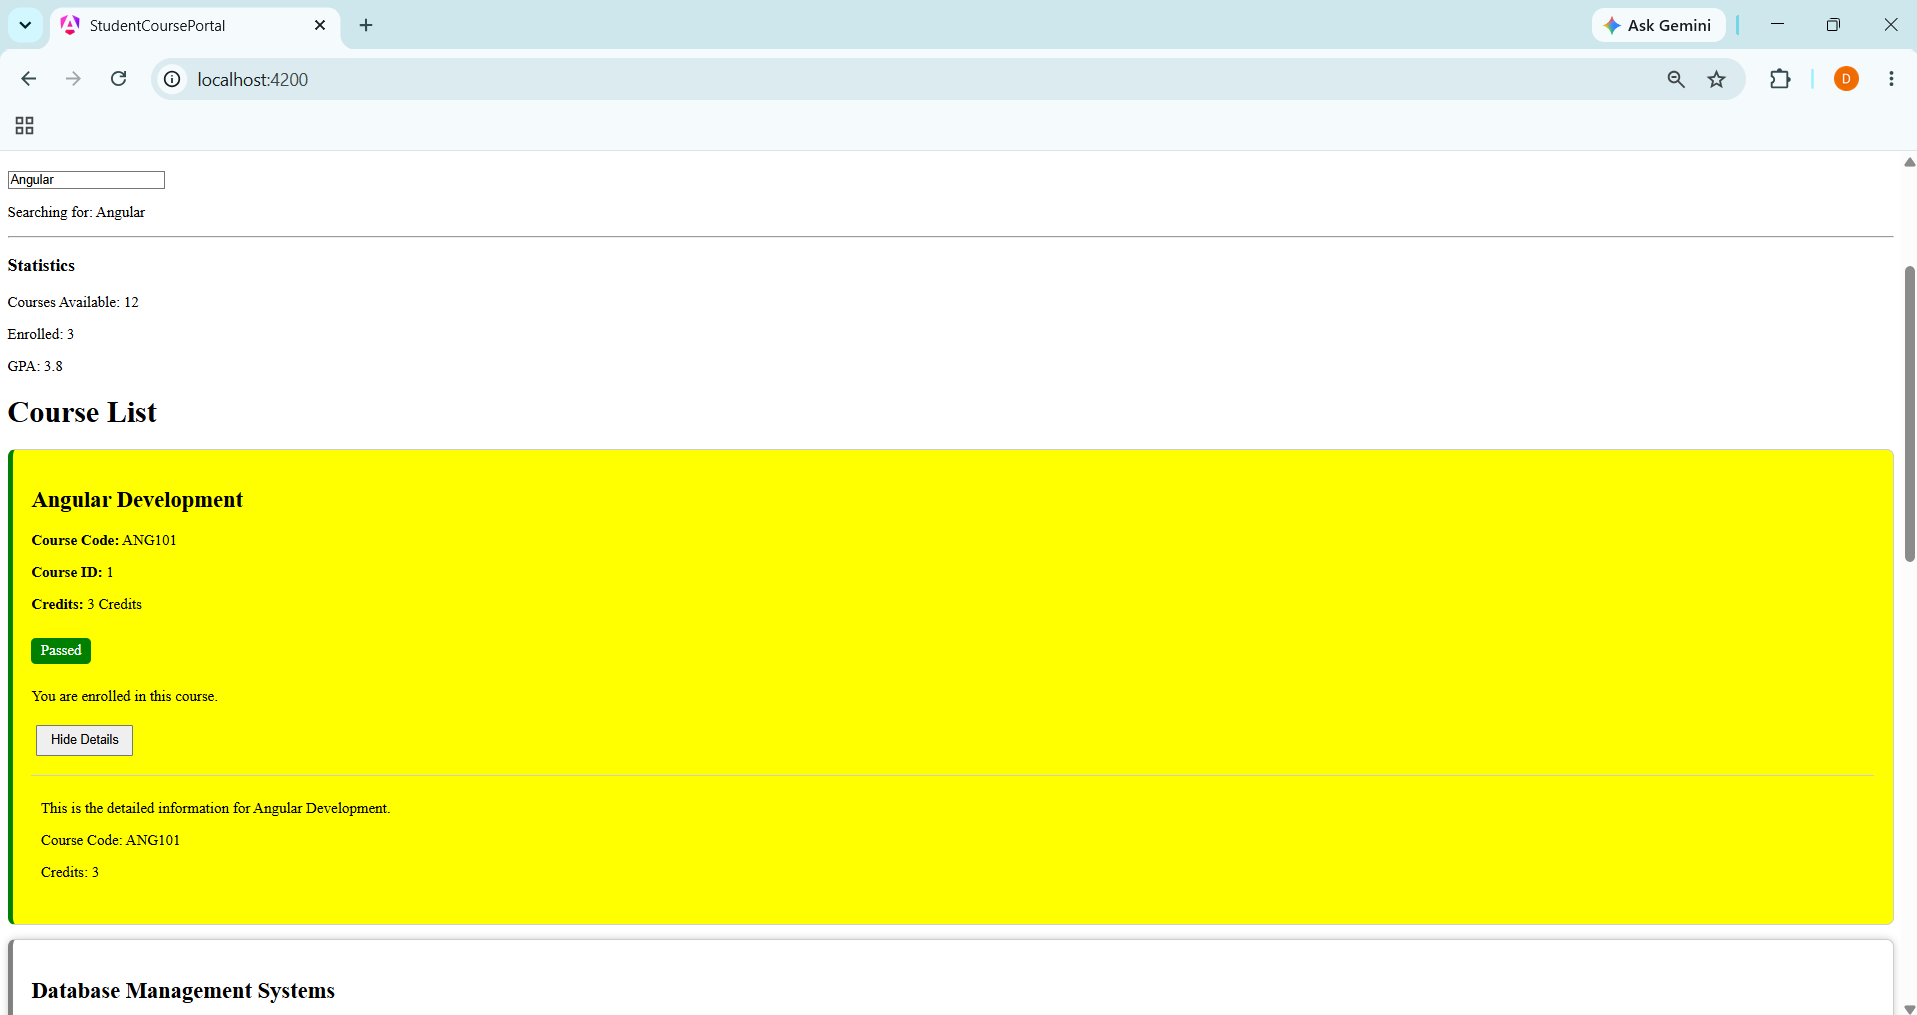 StudentCoursePortal
Ask Gemini
localhost:4200
D
Angular
Searching for: Angular
Statistics
Courses Available: 12
Enrolled: 3
GPA: 3.8
Course List
Angular Development
Course Code: ANG101
Course ID: 1
Credits: 3 Credits
Passed
You are enrolled in this course.
Hide Details
This is the detailed information for Angular Development.
Course Code: ANG101
Credits: 3
Database Management Systems